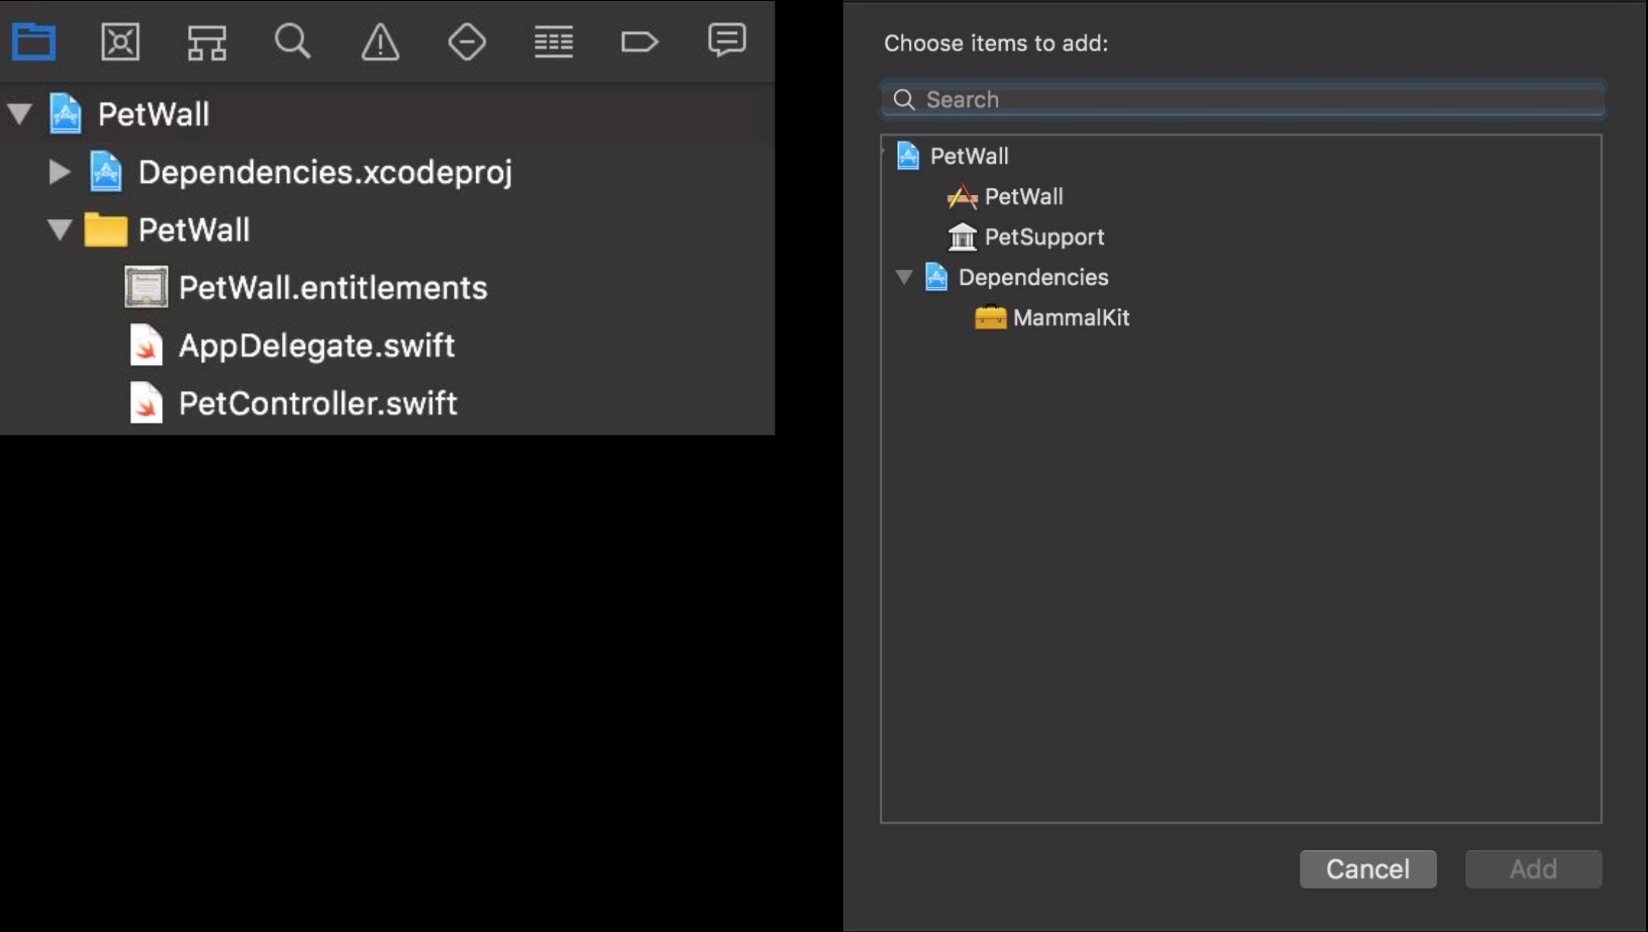 PetWall
Dependencies.xcodeproj
PetWall
PetWall.entitlements
AppDelegate.swift
PetController.swift
Choose items to add:
Search
PetWall
PetWall
PetSupport
Dependencies
MammalKit
Cancel
Add